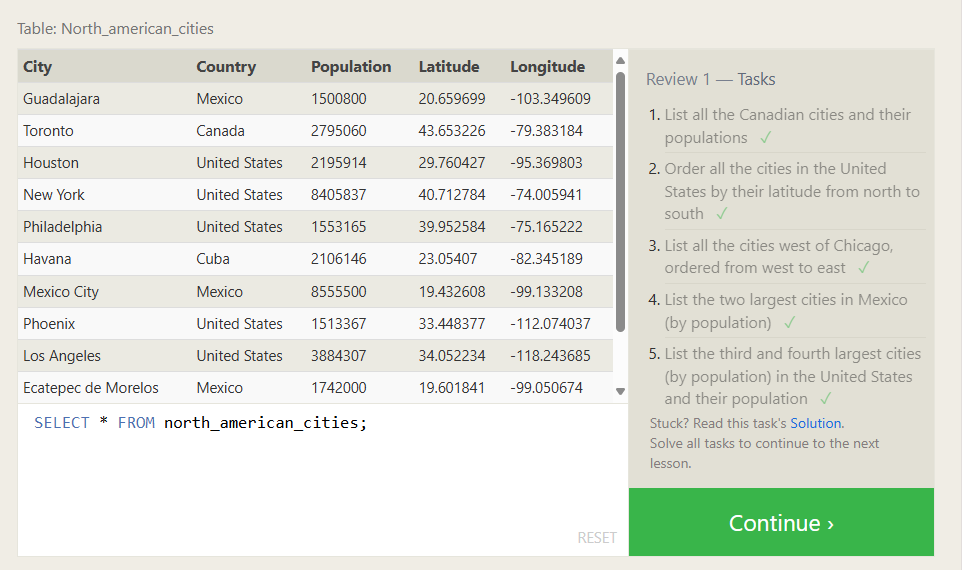 Table: North_american_cities
City Country Population Latitude Longitude
Guadalajara Mexico 1500800 20.659699 -103.349609
Toronto Canada 2795060 43.653226 -79.383184
Houston United States 2195914 29.760427 -95.369803
New York United States 8405837 40.712784 -74.005941
Philadelphia United States 1553165 39.952584 -75.165222
Havana Cuba 2106146 23.05407 -82.345189
Mexico City Mexico 8555500 19.432608 -99.133208
Phoenix United States 1513367 33.448377 -112.074037
Los Angeles United States 3884307 34.052234 -118.243685
Ecatepec de Morelos Mexico 1742000 19.601841 -99.050674
SELECT * FROM north_american_cities;
RESET
Review 1 — Tasks
1. List all the Canadian cities and their
populations ✓
2. Order all the cities in the United
States by their latitude from north to
south ✓
3. List all the cities west of Chicago,
ordered from west to east ✓
4. List the two largest cities in Mexico
(by population) ✓
5. List the third and fourth largest cities
(by population) in the United States
and their population ✓
Stuck? Read this task's Solution.
Solve all tasks to continue to the next
lesson.
Continue ›